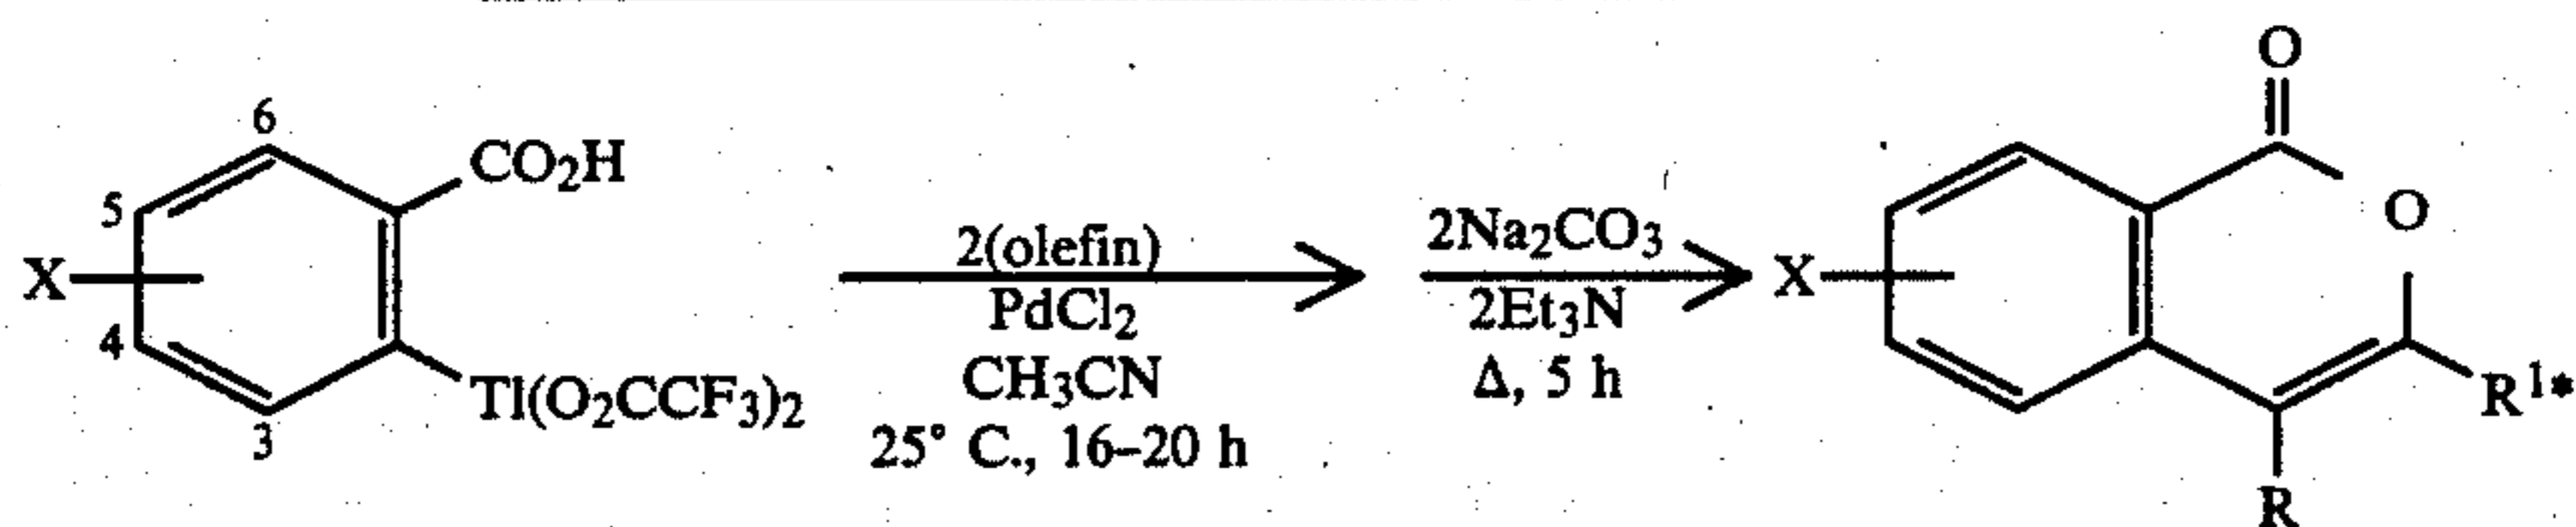 O
6
CO2H
5
2(olefin)
2Na2CO3
O
X
PdCl2
2Et3N
X
4
CH3CN
Δ, 5 h
Tl(O2CCF3)2
R1*
3
25° C., 16–20 h
R